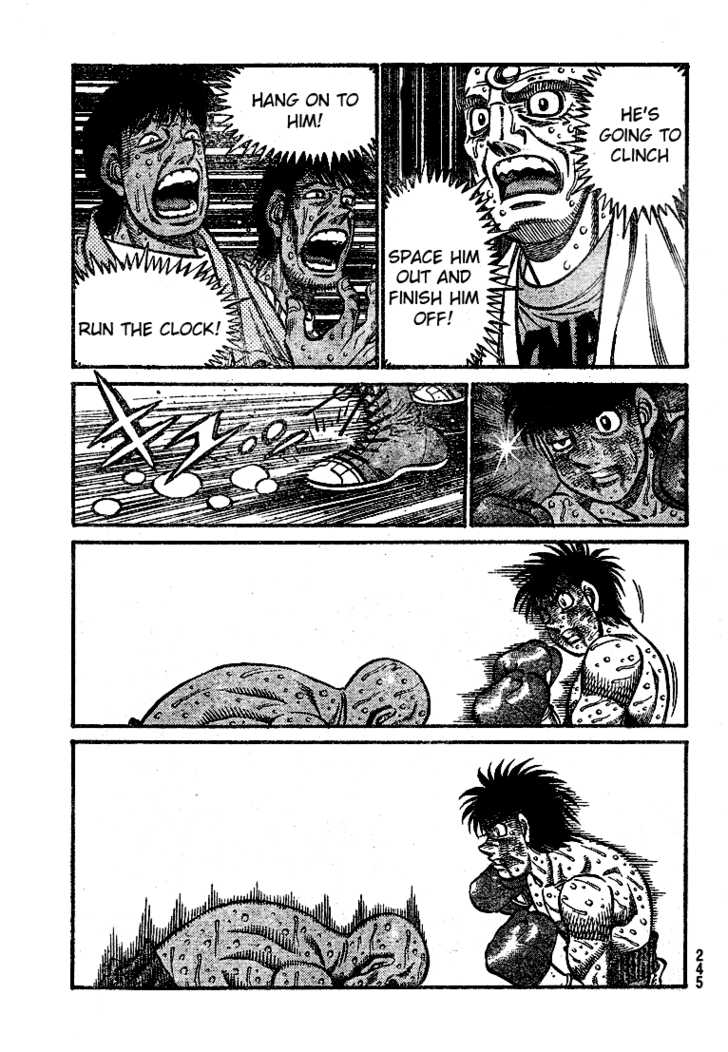 HE'S
GOING TO
CLINCH
SPACE HIM
OUT AND
FINISH HIM
OFF!
HANG ON TO
HIM!
RUN THE CLOCK!
245